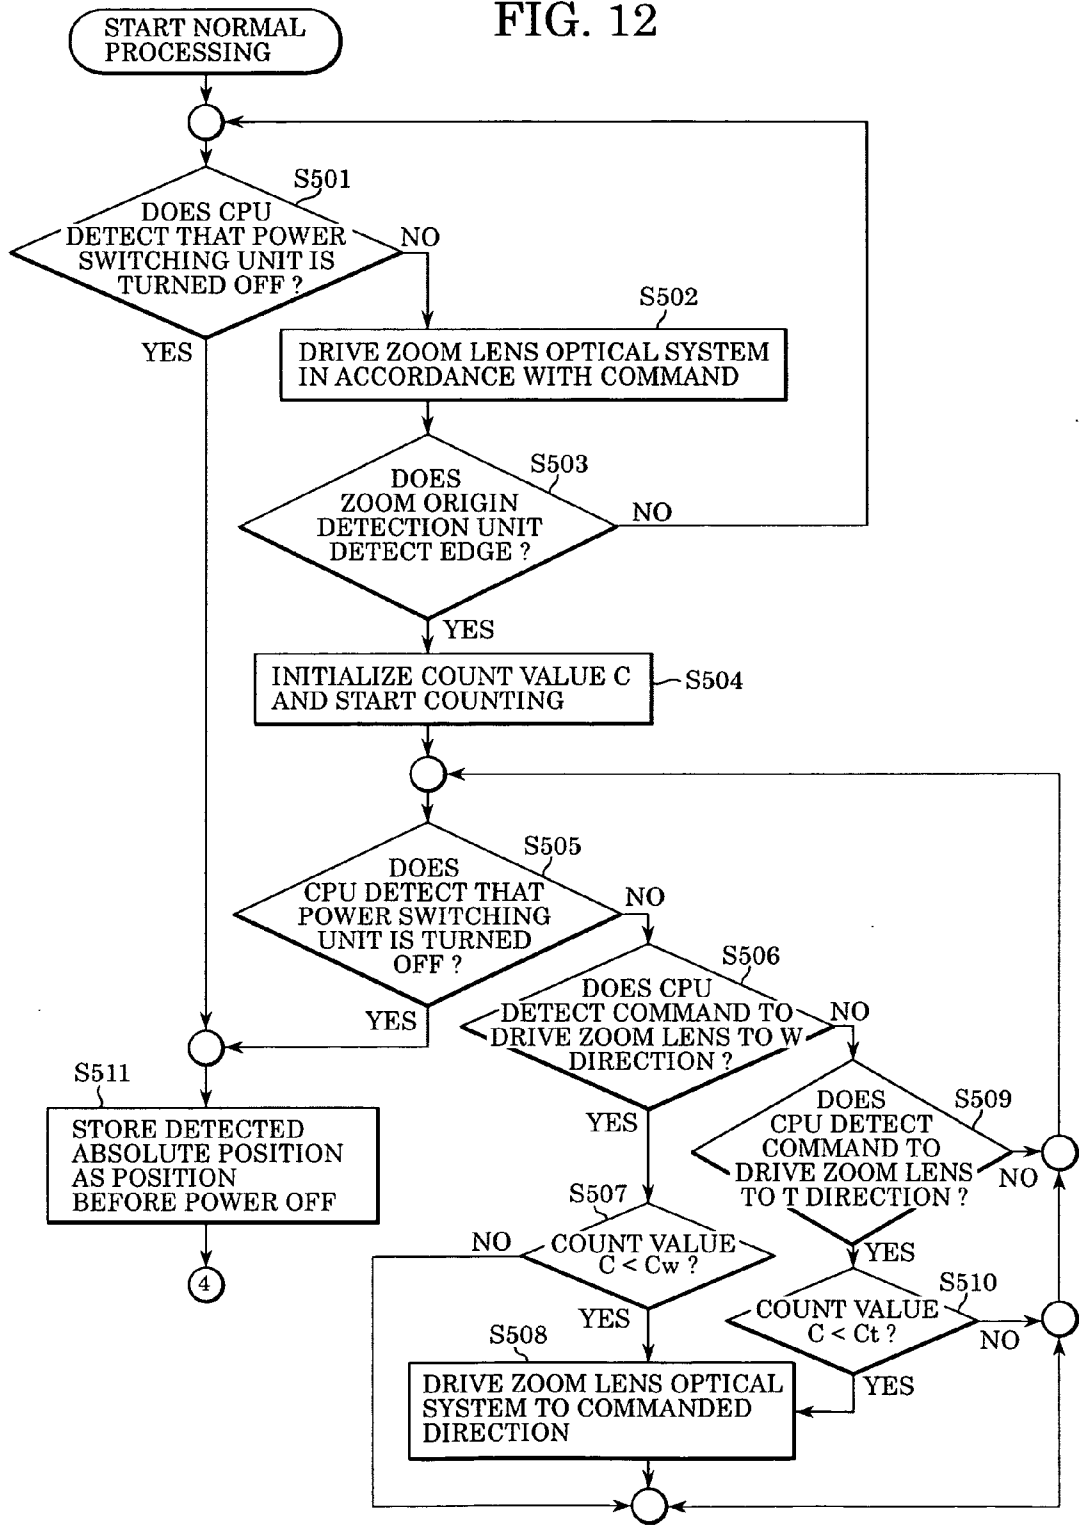 FIG. 12
START NORMAL
PROCESSING
S501
DOES CPU
DETECT THAT POWER
SWITCHING UNIT IS
TURNED OFF ?
NO
YES
S502
DRIVE ZOOM LENS OPTICAL SYSTEM
IN ACCORDANCE WITH COMMAND
S503
DOES
ZOOM ORIGIN
DETECTION UNIT
DETECT EDGE ?
NO
YES
INITIALIZE COUNT VALUE C
AND START COUNTING
S504
S505
DOES
CPU DETECT THAT
POWER SWITCHING
UNIT IS TURNED
OFF ?
NO
YES
S506
DOES CPU
DETECT COMMAND TO
DRIVE ZOOM LENS TO W
DIRECTION ?
NO
YES
S511
STORE DETECTED
ABSOLUTE POSITION
AS POSITION
BEFORE POWER OFF
4
S509
DOES
CPU DETECT
COMMAND TO
DRIVE ZOOM LENS
TO T DIRECTION ?
NO
YES
S507
COUNT VALUE
C < Cw ?
NO
YES
S510
COUNT VALUE
C < Ct ?
NO
YES
S508
DRIVE ZOOM LENS OPTICAL
SYSTEM TO COMMANDED
DIRECTION